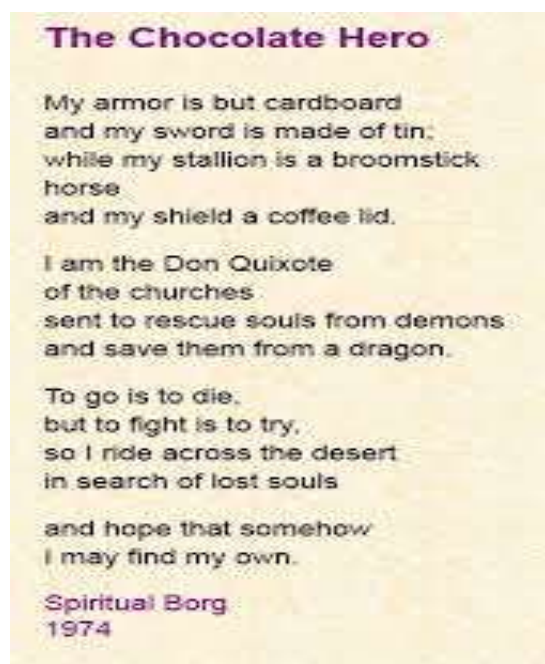 The Chocolate Hero
My armor is but cardboard
and my sword is made of tin;
while my stallion is a broomstick
horse
and my shield a coffee lid.
I am the Don Quixote
of the churches
sent to rescue souls from demons
and save them from a dragon.
To go is to die,
but to fight is to try,
so I ride across the desert
in search of lost souls
and hope that somehow
I may find my own.
Spiritual Borg
1974